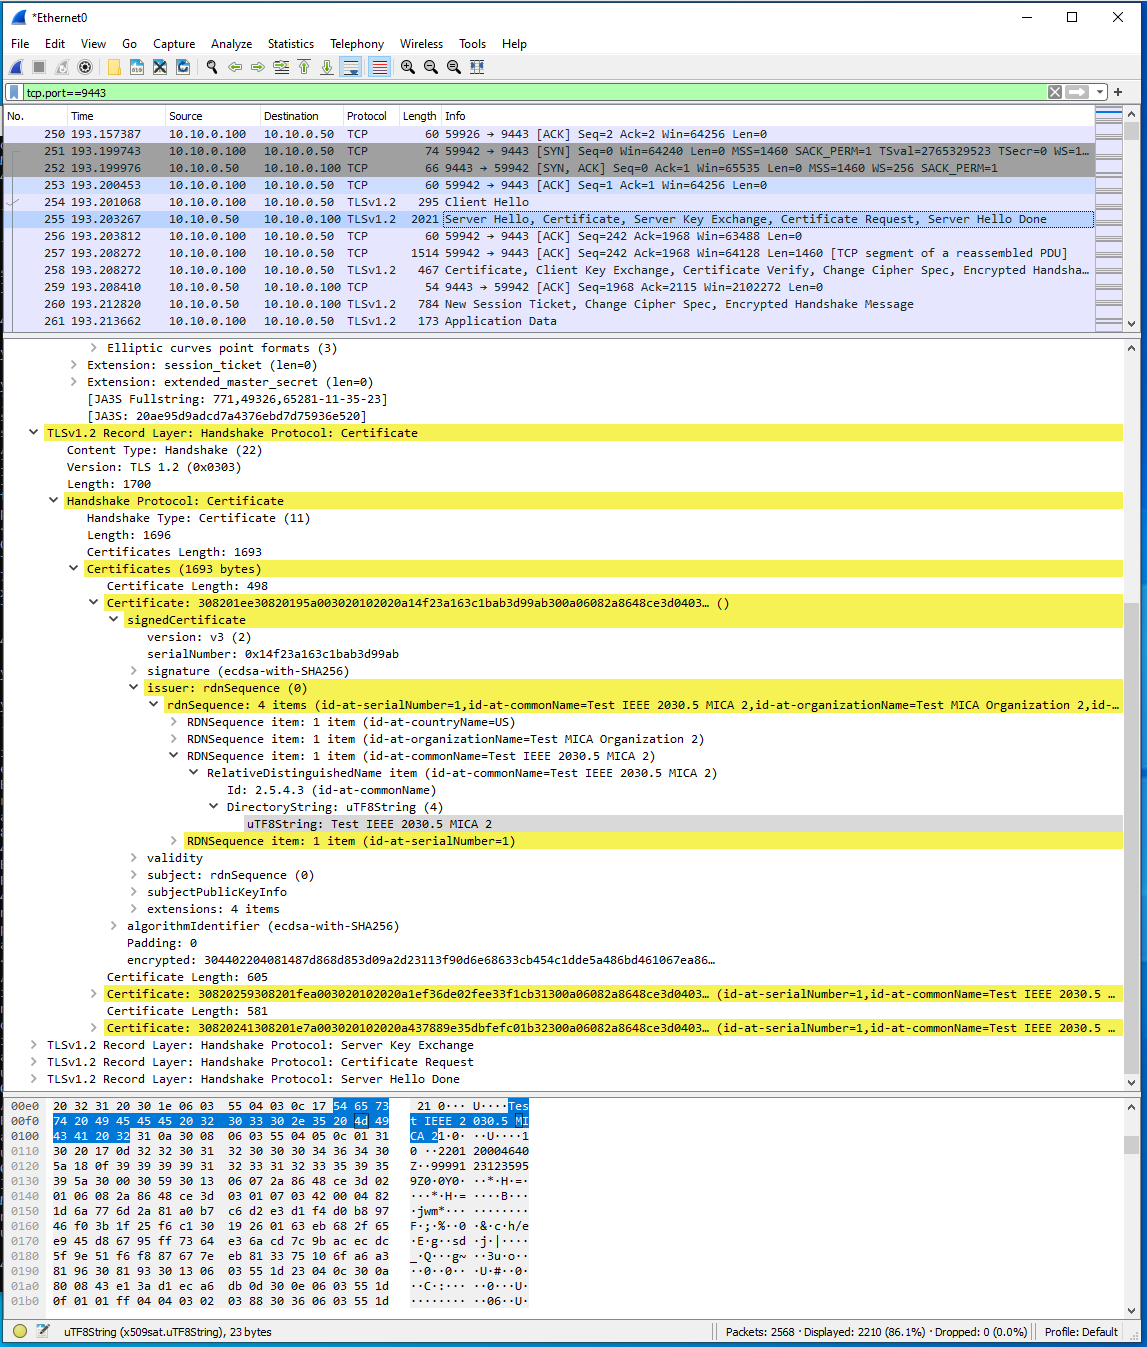 *Ethernet0
File Edit View Go Capture Analyze Statistics Telephony Wireless Tools Help
tcp.port==9443
No. Time Source Destination Protocol Length Info
250 193.157387 10.10.0.100 10.10.0.50 TCP 60 59926 → 9443 [ACK] Seq=2 Ack=2 Win=64256 Len=0
251 193.199743 10.10.0.100 10.10.0.50 TCP 74 59942 → 9443 [SYN] Seq=0 Win=64240 Len=0 MSS=1460 SACK_PERM=1 TSval=2765329523 TSecr=0 WS=1…
252 193.199976 10.10.0.50 10.10.0.100 TCP 66 9443 → 59942 [SYN, ACK] Seq=0 Ack=1 Win=65535 Len=0 MSS=1460 WS=256 SACK_PERM=1
253 193.200453 10.10.0.100 10.10.0.50 TCP 60 59942 → 9443 [ACK] Seq=1 Ack=1 Win=64256 Len=0
254 193.201068 10.10.0.100 10.10.0.50 TLSv1.2 295 Client Hello
255 193.203267 10.10.0.50 10.10.0.100 TLSv1.2 2021 Server Hello, Certificate, Server Key Exchange, Certificate Request, Server Hello Done
256 193.203812 10.10.0.100 10.10.0.50 TCP 60 59942 → 9443 [ACK] Seq=242 Ack=1968 Win=63488 Len=0
257 193.208272 10.10.0.100 10.10.0.50 TCP 1514 59942 → 9443 [ACK] Seq=242 Ack=1968 Win=64128 Len=1460 [TCP segment of a reassembled PDU]
258 193.208272 10.10.0.100 10.10.0.50 TLSv1.2 467 Certificate, Client Key Exchange, Certificate Verify, Change Cipher Spec, Encrypted Handsha…
259 193.208410 10.10.0.50 10.10.0.100 TCP 54 9443 → 59942 [ACK] Seq=1968 Ack=2115 Win=2102272 Len=0
260 193.212820 10.10.0.50 10.10.0.100 TLSv1.2 784 New Session Ticket, Change Cipher Spec, Encrypted Handshake Message
261 193.213662 10.10.0.100 10.10.0.50 TLSv1.2 173 Application Data
Elliptic curves point formats (3)
Extension: session_ticket (len=0)
Extension: extended_master_secret (len=0)
[JA3S Fullstring: 771,49326,65281-11-35-23]
[JA3S: 20ae95d9adcd7a4376ebd7d75936e520]
TLSv1.2 Record Layer: Handshake Protocol: Certificate
Content Type: Handshake (22)
Version: TLS 1.2 (0x0303)
Length: 1700
Handshake Protocol: Certificate
Handshake Type: Certificate (11)
Length: 1696
Certificates Length: 1693
Certificates (1693 bytes)
Certificate Length: 498
Certificate: 308201ee30820195a003020102020a14f23a163c1bab3d99ab300a06082a8648ce3d0403… ()
signedCertificate
version: v3 (2)
serialNumber: 0x14f23a163c1bab3d99ab
signature (ecdsa-with-SHA256)
issuer: rdnSequence (0)
rdnSequence: 4 items (id-at-serialNumber=1,id-at-commonName=Test IEEE 2030.5 MICA 2,id-at-organizationName=Test MICA Organization 2,id-…
RDNSequence item: 1 item (id-at-countryName=US)
RDNSequence item: 1 item (id-at-organizationName=Test MICA Organization 2)
RDNSequence item: 1 item (id-at-commonName=Test IEEE 2030.5 MICA 2)
RelativeDistinguishedName item (id-at-commonName=Test IEEE 2030.5 MICA 2)
Id: 2.5.4.3 (id-at-commonName)
DirectoryString: uTF8String (4)
uTF8String: Test IEEE 2030.5 MICA 2
RDNSequence item: 1 item (id-at-serialNumber=1)
validity
subject: rdnSequence (0)
subjectPublicKeyInfo
extensions: 4 items
algorithmIdentifier (ecdsa-with-SHA256)
Padding: 0
encrypted: 304402204081487d868d853d09a2d23113f90d6e68633cb454c1dde5a486bd461067ea86…
Certificate Length: 605
Certificate: 30820259308201fea003020102020a1ef36de02fee33f1cb31300a06082a8648ce3d0403… (id-at-serialNumber=1,id-at-commonName=Test IEEE 2030.5 …
Certificate Length: 581
Certificate: 30820241308201e7a003020102020a437889e35dbfefc01b32300a06082a8648ce3d0403… (id-at-serialNumber=1,id-at-commonName=Test IEEE 2030.5 …
TLSv1.2 Record Layer: Handshake Protocol: Server Key Exchange
TLSv1.2 Record Layer: Handshake Protocol: Certificate Request
TLSv1.2 Record Layer: Handshake Protocol: Server Hello Done
00e0 20 32 31 20 30 1e 06 03 55 04 03 0c 17 54 65 73 21 0··· U····Tes
00f0 74 20 49 45 45 45 20 32 30 33 30 2e 35 20 4d 49 t IEEE 2 030.5 MI
0100 43 41 20 32 31 0a 30 08 06 03 55 04 05 0c 01 31 CA 21·0· ··U····1
0110 30 20 17 0d 32 32 30 31 32 30 30 30 34 36 34 30 0 ··2201 20004640
0120 5a 18 0f 39 39 39 39 31 32 33 31 32 33 35 39 35 Z··99991 23123595
0130 39 5a 30 00 30 59 30 13 06 07 2a 86 48 ce 3d 02 9Z0·0Y0· ··*·H·=·
0140 01 06 08 2a 86 48 ce 3d 03 01 07 03 42 00 04 82 ···*·H·= ····B···
0150 1d 6a 77 6d 2a 81 a0 b7 c6 d2 e3 d1 f4 d0 b8 97 ·jwm*··· ········
0160 46 f0 3b 1f 25 f6 c1 30 19 26 01 63 eb 68 2f 65 F·;·%··0 ·&·c·h/e
0170 e9 45 d8 67 95 ff 73 64 e3 6a cd 7c 9b ac ec dc ·E·g··sd ·j·|····
0180 5f 9e 51 f6 f8 87 67 7e eb 81 33 75 10 6f a6 a3 _·Q···g~ ··3u·o··
0190 81 96 30 81 93 30 13 06 03 55 1d 23 04 0c 30 0a ··0··0·· ·U·#··0·
01a0 80 08 43 e1 3a d1 ec a6 db 0d 30 0e 06 03 55 1d ··C·:··· ··0···U·
01b0 0f 01 01 ff 04 04 03 02 03 88 30 36 06 03 55 1d ········ ··06··U·
uTF8String (x509sat.uTF8String), 23 bytes
Packets: 2568 · Displayed: 2210 (86.1%) · Dropped: 0 (0.0%)
Profile: Default